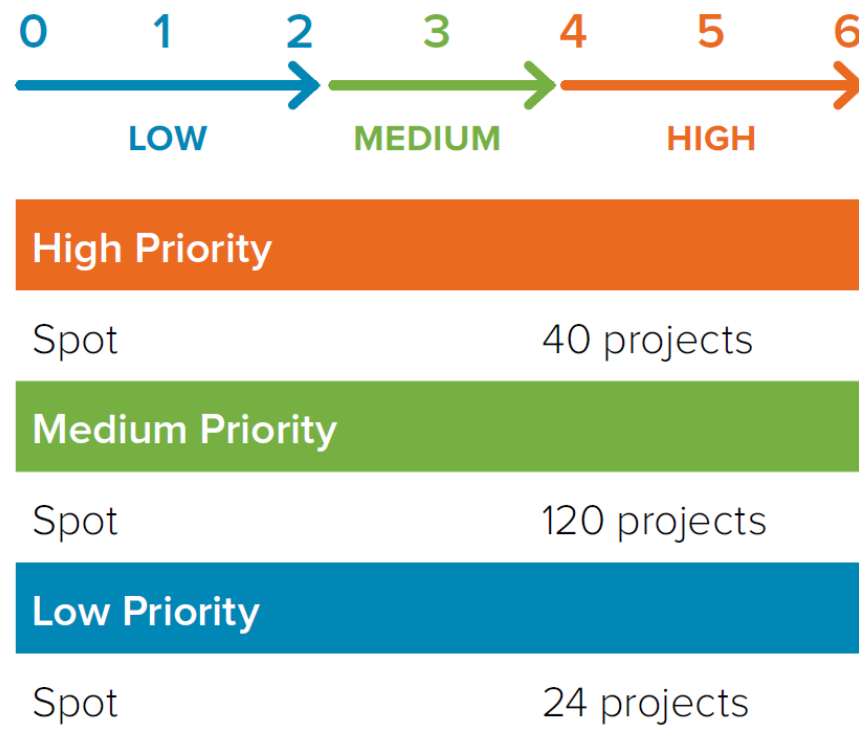 0 1 2 3 4 5 6
LOW MEDIUM HIGH
High Priority
Spot 40 projects
Medium Priority
Spot 120 projects
Low Priority
Spot 24 projects